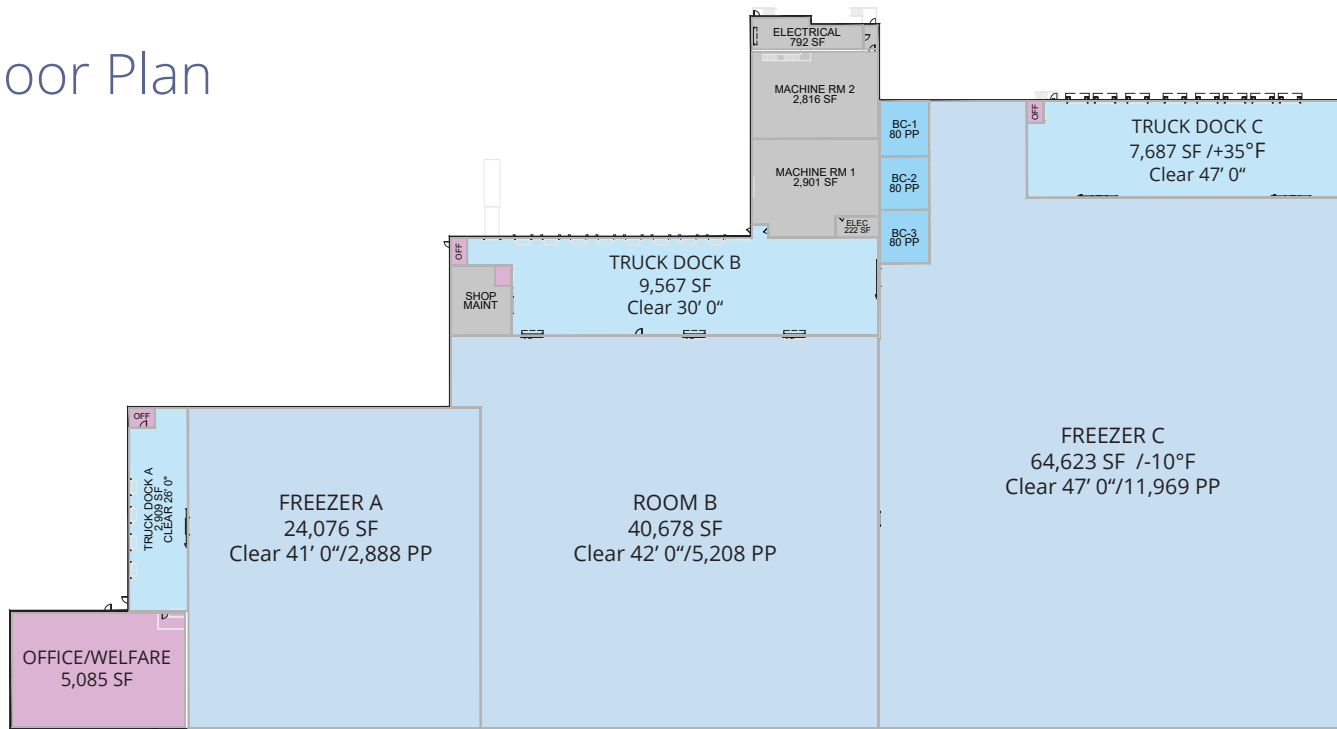 oor Plan
ELECTRICAL
792 SF
MACHINE RM 2
2,816 SF
MACHINE RM 1
2,901 SF
ELEC
222 SF
BC-1
80 PP
BC-2
80 PP
BC-3
80 PP
OFF
TRUCK DOCK C
7,687 SF /+35°F
Clear 47' 0“
OFF
SHOP
MAINT
TRUCK DOCK B
9,567 SF
Clear 30' 0“
OFF
TRUCK DOCK A
2,909 SF
CLEAR 26' 0"
FREEZER A
24,076 SF
Clear 41' 0“/2,888 PP
ROOM B
40,678 SF
Clear 42' 0“/5,208 PP
FREEZER C
64,623 SF /-10°F
Clear 47' 0“/11,969 PP
OFFICE/WELFARE
5,085 SF